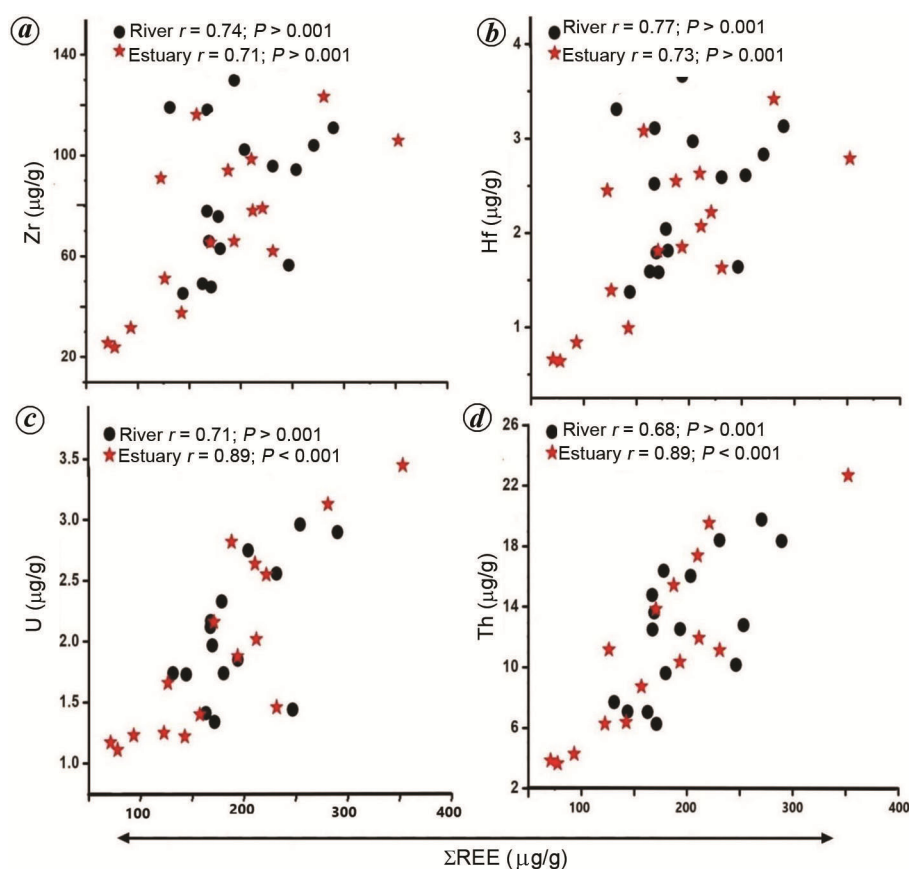 a
River r = 0.74; P > 0.001
Estuary r = 0.71; P > 0.001
140
100
60
20
Zr (µg/g)
b
River r = 0.77; P > 0.001
Estuary r = 0.73; P > 0.001
4
3
2
1
Hf (µg/g)
c
River r = 0.71; P > 0.001
Estuary r = 0.89; P < 0.001
3.5
3.0
2.5
2.0
1.5
1.0
U (µg/g)
100 200 300 400
d
River r = 0.68; P > 0.001
Estuary r = 0.89; P < 0.001
26
22
18
14
10
6
2
Th (µg/g)
100 200 300 400
ΣREE (µg/g)